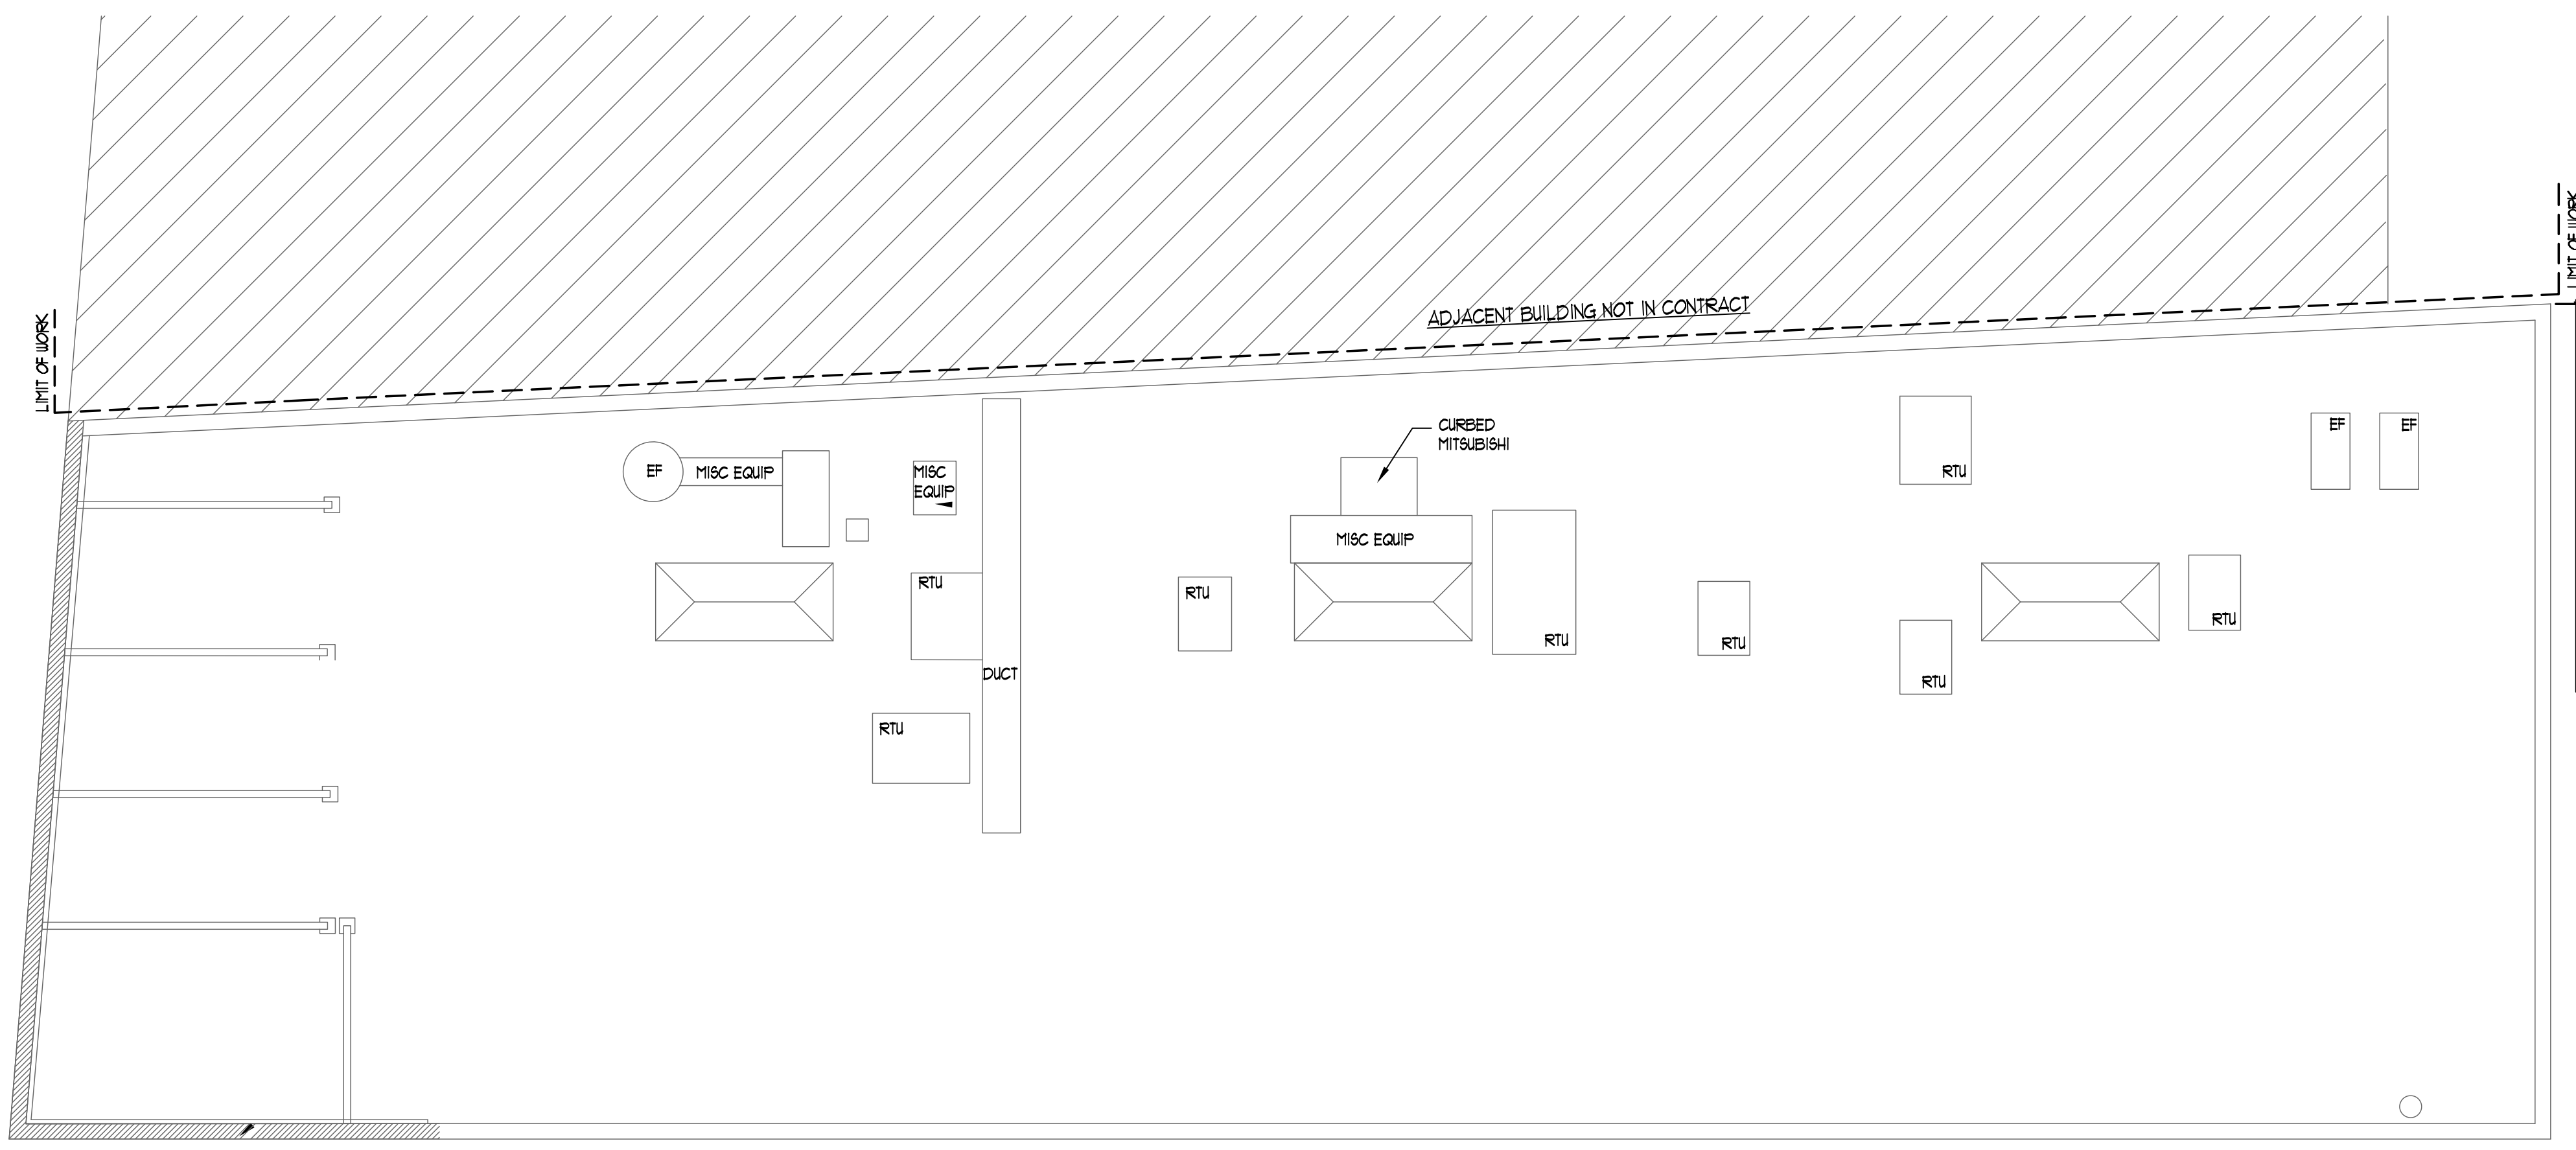 LIMIT OF WORK
LIMIT OF WORK
ADJACENT BUILDING NOT IN CONTRACT
CURBED
MITSUBISHI
EF
MISC EQUIP
MISC
EQUIP
RTU
EF
EF
MISC EQUIP
RTU
RTU
RTU
RTU
RTU
RTU
DUCT
RTU
RTU